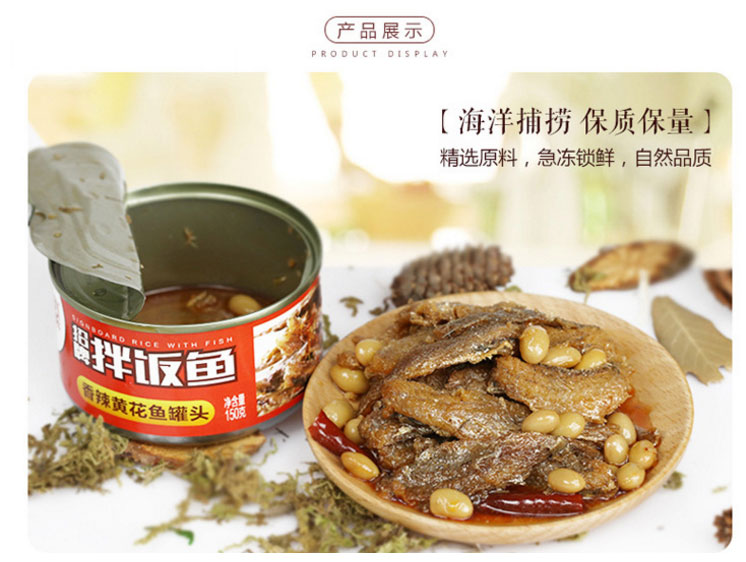 产品展示
PRODUCT DISPLAY
【海洋捕捞 保质保量】
精选原料，急冻锁鲜，自然品质
SIGNBOARD RICE WITH FISH
招牌拌饭鱼
香辣黄花鱼罐头
净含量
150克